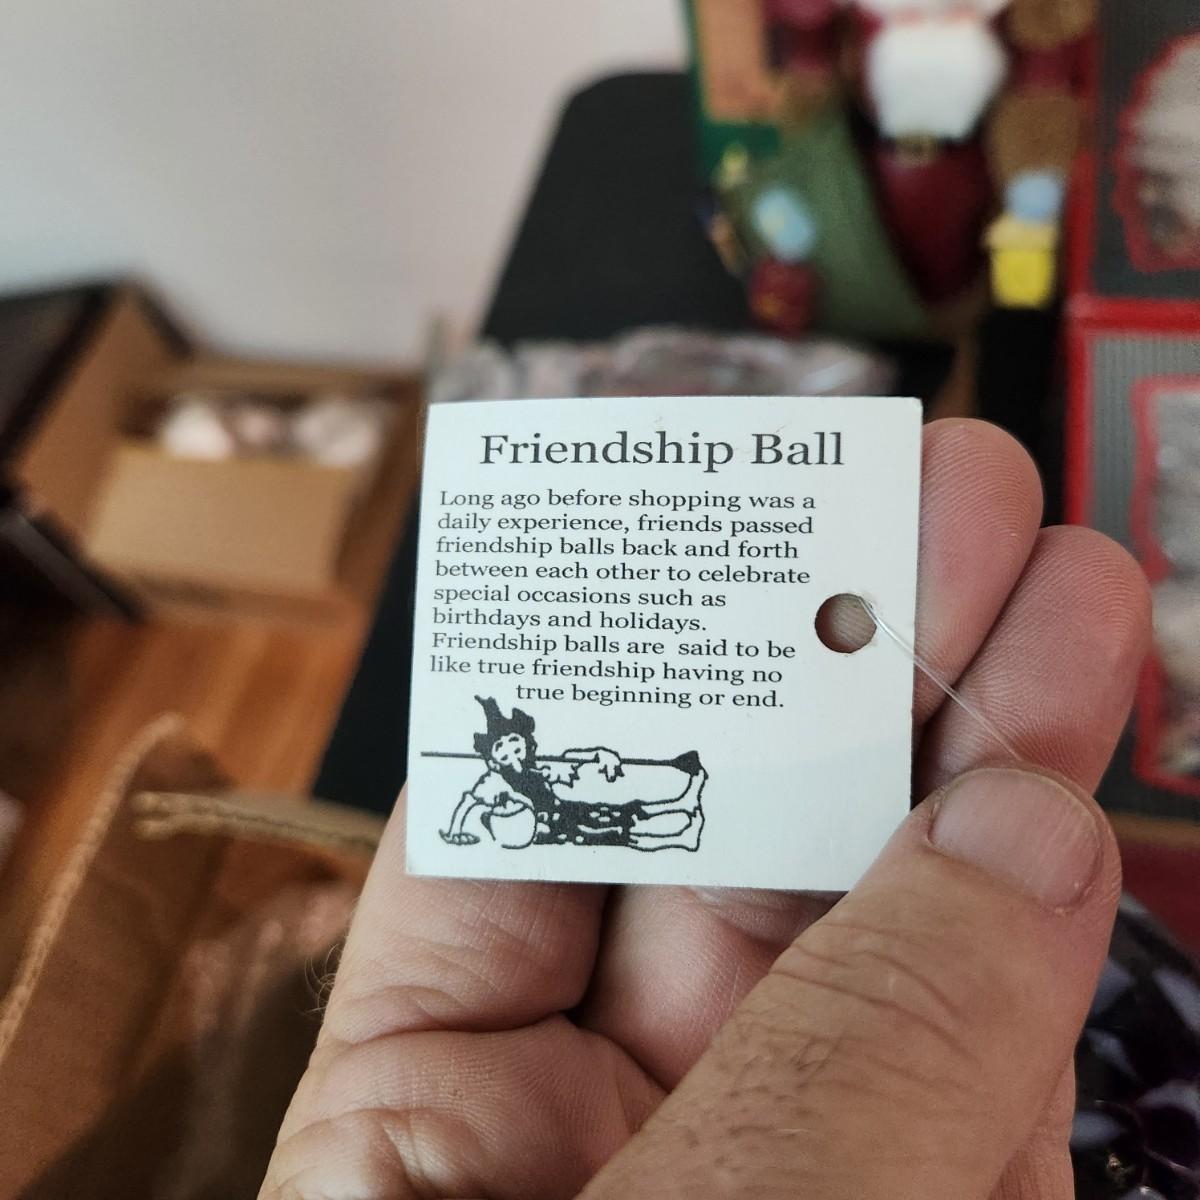 Friendship Ball
Long ago before shopping was a
daily experience, friends passed
friendship balls back and forth
between each other to celebrate
special occasions such as
birthdays and holidays.
Friendship balls are  said to be
like true friendship having no
true beginning or end.